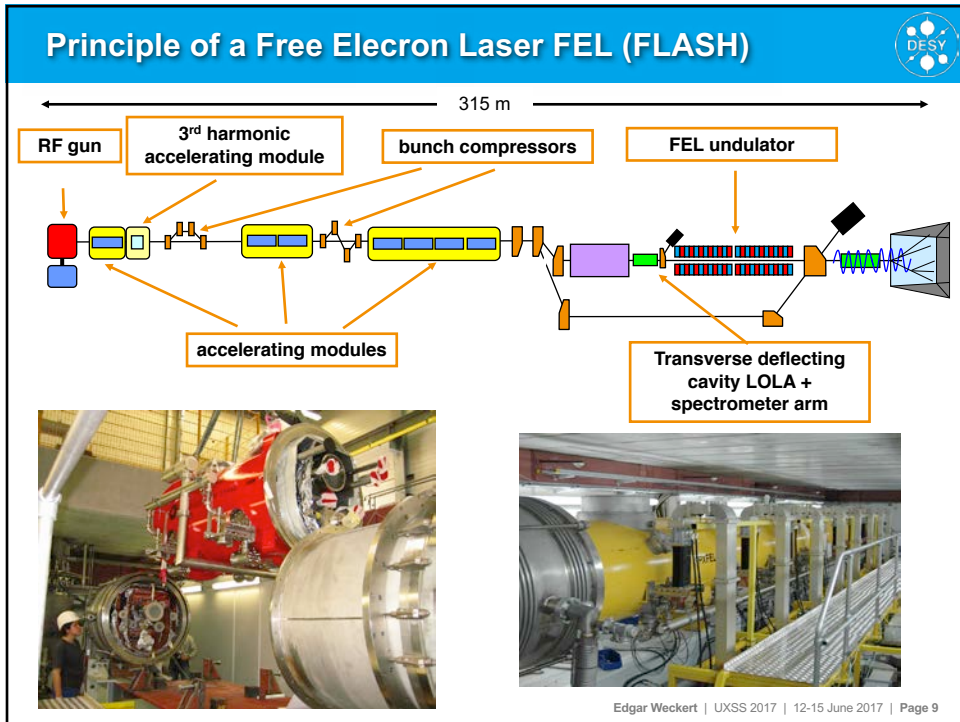 Principle of a Free Elecron Laser FEL (FLASH)
DESY
315 m
RF gun
3rd harmonic
accelerating module
bunch compressors
FEL undulator
accelerating modules
Transverse deflecting
cavity LOLA +
spectrometer arm
Edgar Weckert | UXSS 2017 | 12-15 June 2017 | Page 9